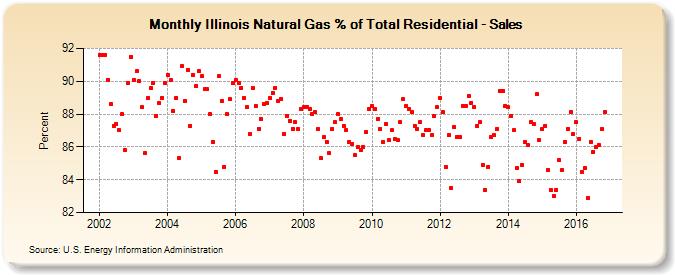 Monthly Illinois Natural Gas % of Total Residential - Sales
Percent
92
90
88
86
84
82
2002 2004 2006 2008 2010 2012 2014 2016
Source: U.S. Energy Information Administration